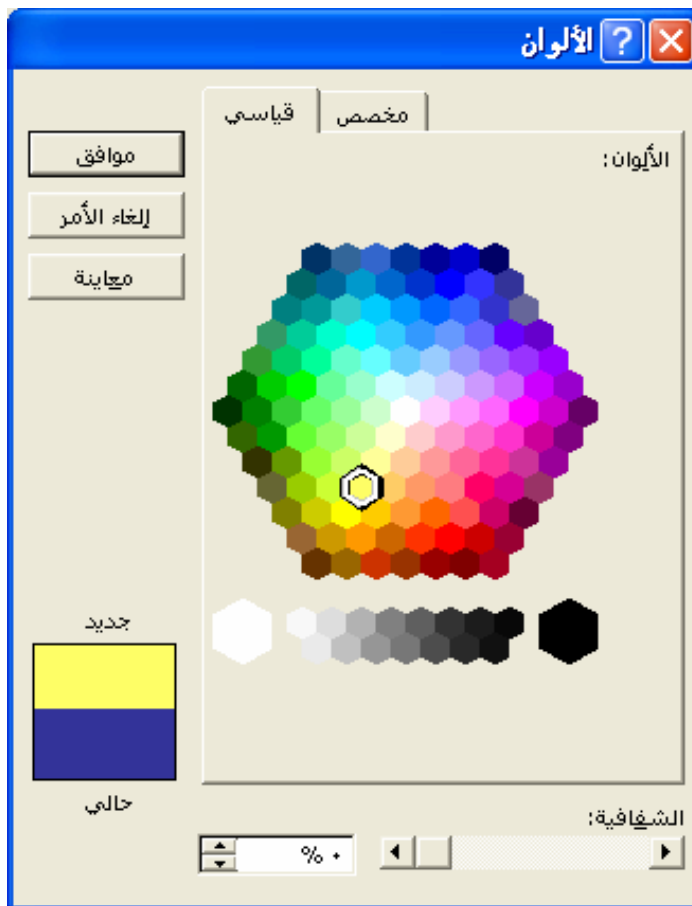 الألوان
قياسي
مخصص
الألوان:
موافق
إلغاء الأمر
معاينة
جديد
حالي
الشفافية:
٠ %